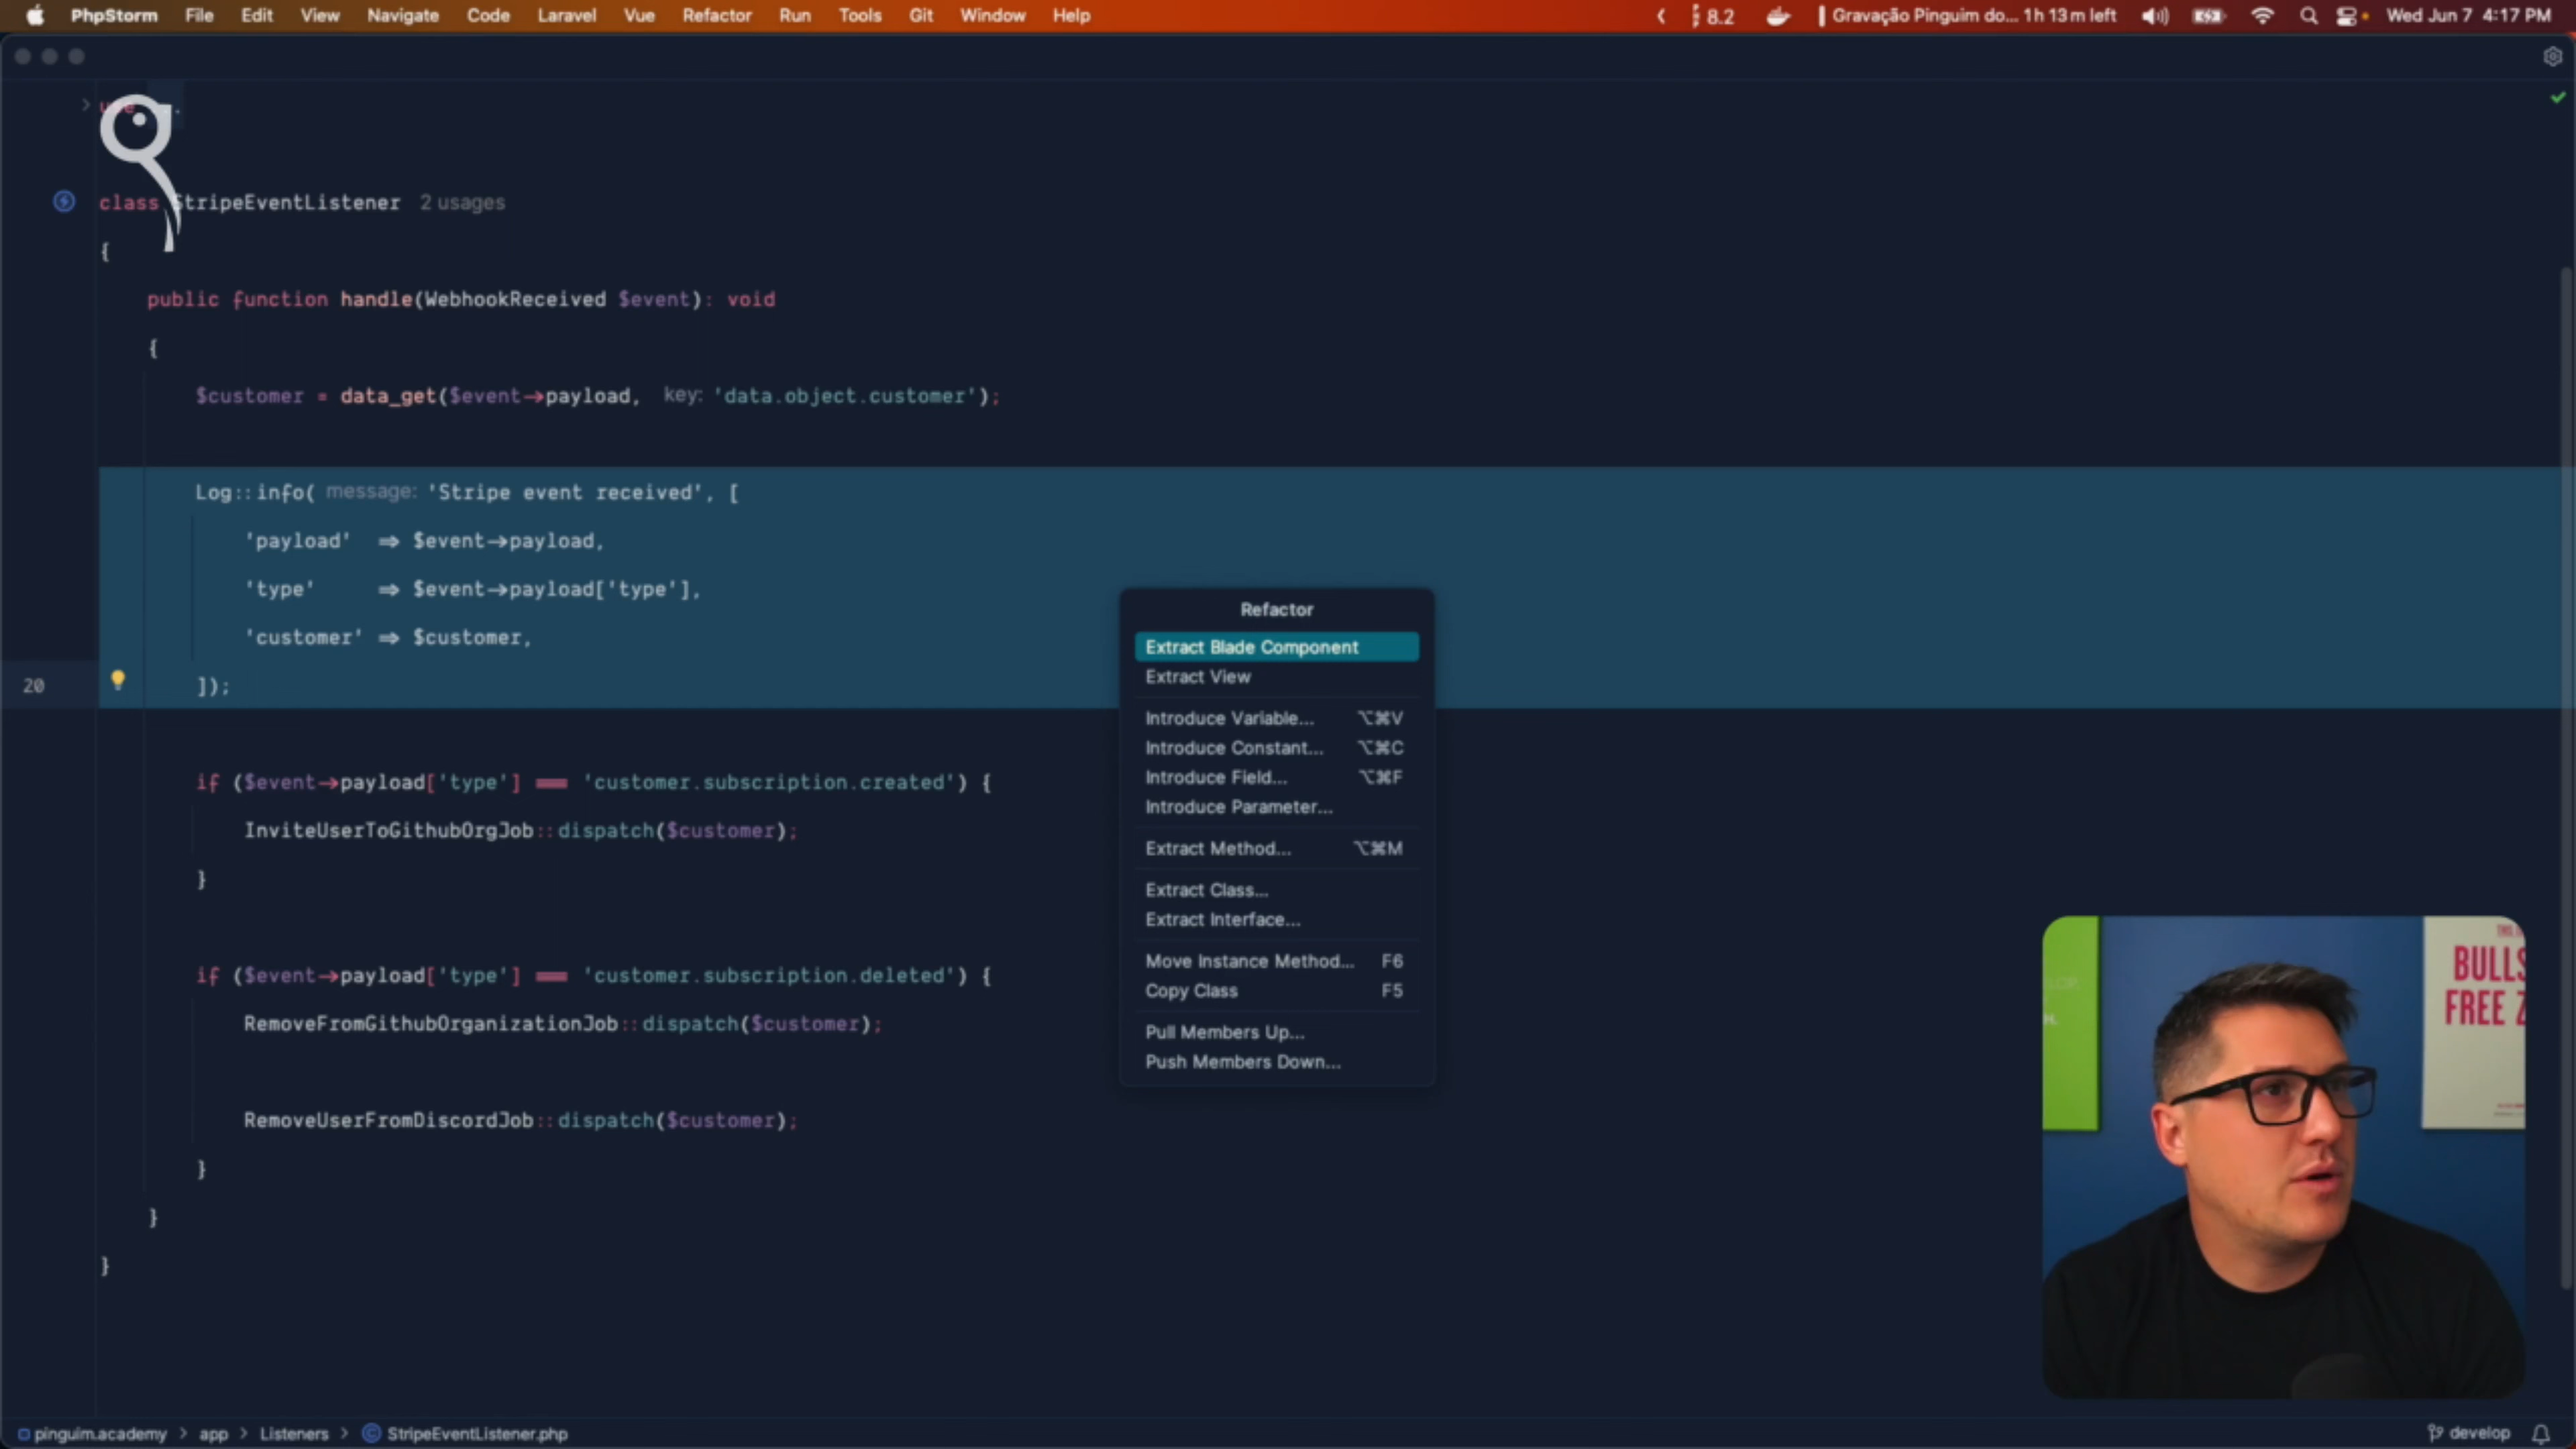 PhpStorm File Edit View Navigate Code Laravel Vue Refactor Run Tools Git Window Help 8.2 Gravação Pinguim do... 1h 13m left Wed Jun 7 4:17 PM
class StripeEventListener 2 usages
{
public function handle(WebhookReceived $event): void
{
$customer = data_get($event->payload, key: 'data.object.customer');
Log::info( message: 'Stripe event received', [
'payload' => $event->payload,
'type' => $event->payload['type'],
'customer' => $customer,
20 ]);
if ($event->payload['type'] === 'customer.subscription.created') {
InviteUserToGithubOrgJob::dispatch($customer);
}
if ($event->payload['type'] === 'customer.subscription.deleted') {
RemoveFromGithubOrganizationJob::dispatch($customer);
RemoveUserFromDiscordJob::dispatch($customer);
}
}
}
Refactor
Extract Blade Component
Extract View
Introduce Variable... ⌥⌘V
Introduce Constant... ⌥⌘C
Introduce Field... ⌥⌘F
Introduce Parameter...
Extract Method... ⌥⌘M
Extract Class...
Extract Interface...
Move Instance Method... F6
Copy Class F5
Pull Members Up...
Push Members Down...
BULLS
FREE Z
pinguim.academy > app > Listeners > StripeEventListener.php develop